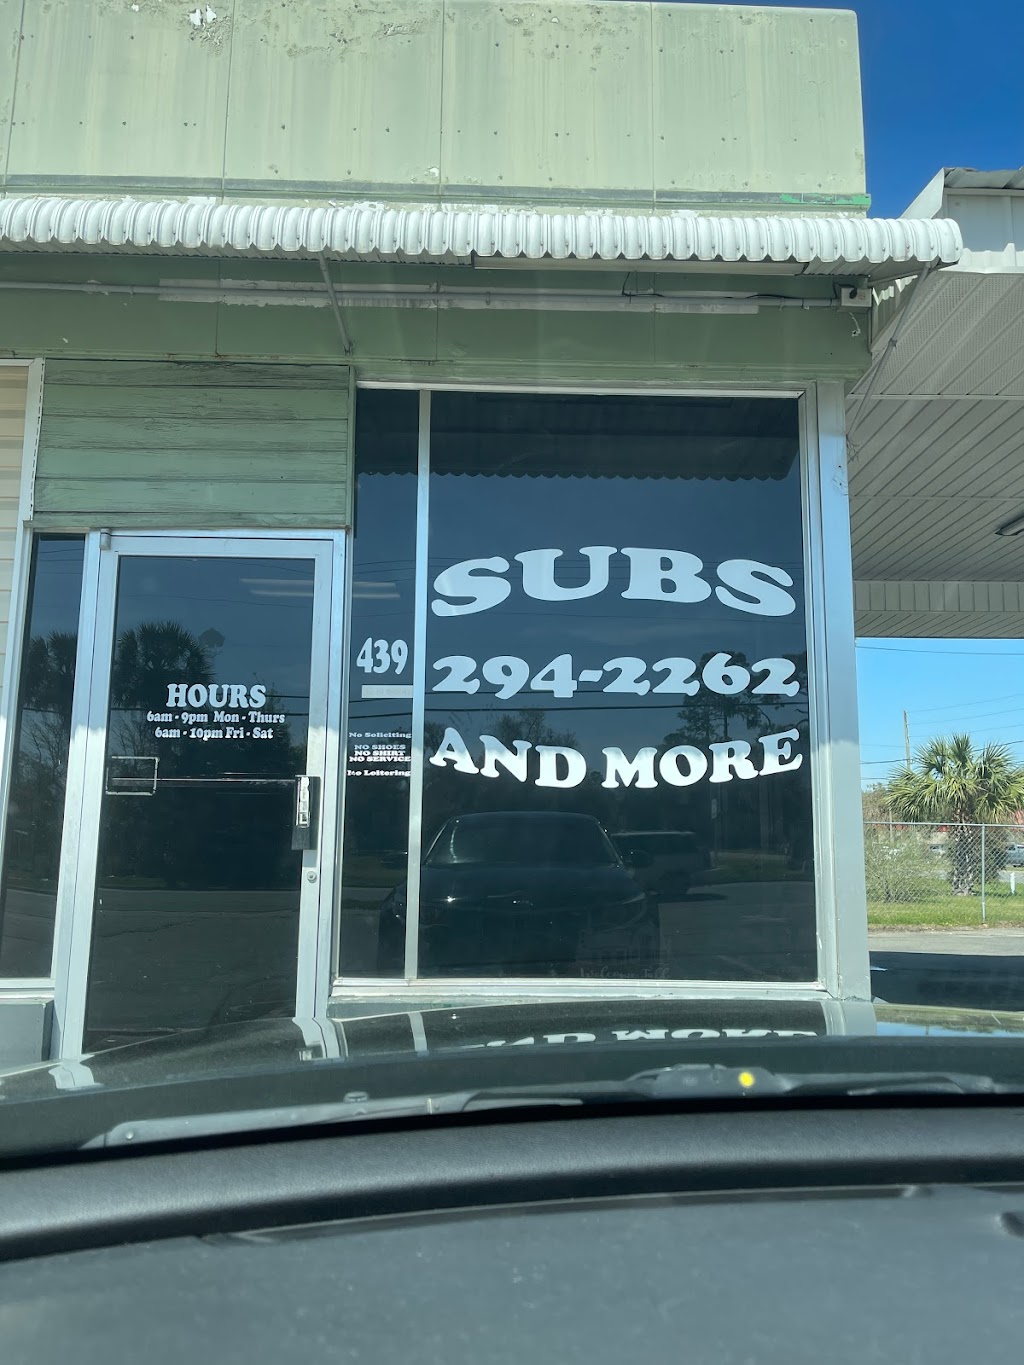 SUBS
294-2262
AND MORE
439
HOURS
6am - 9pm Mon - Thurs
6am - 10pm Fri - Sat
No Soliciting
NO SHOES
NO SHIRT
NO SERVICE
No Loitering